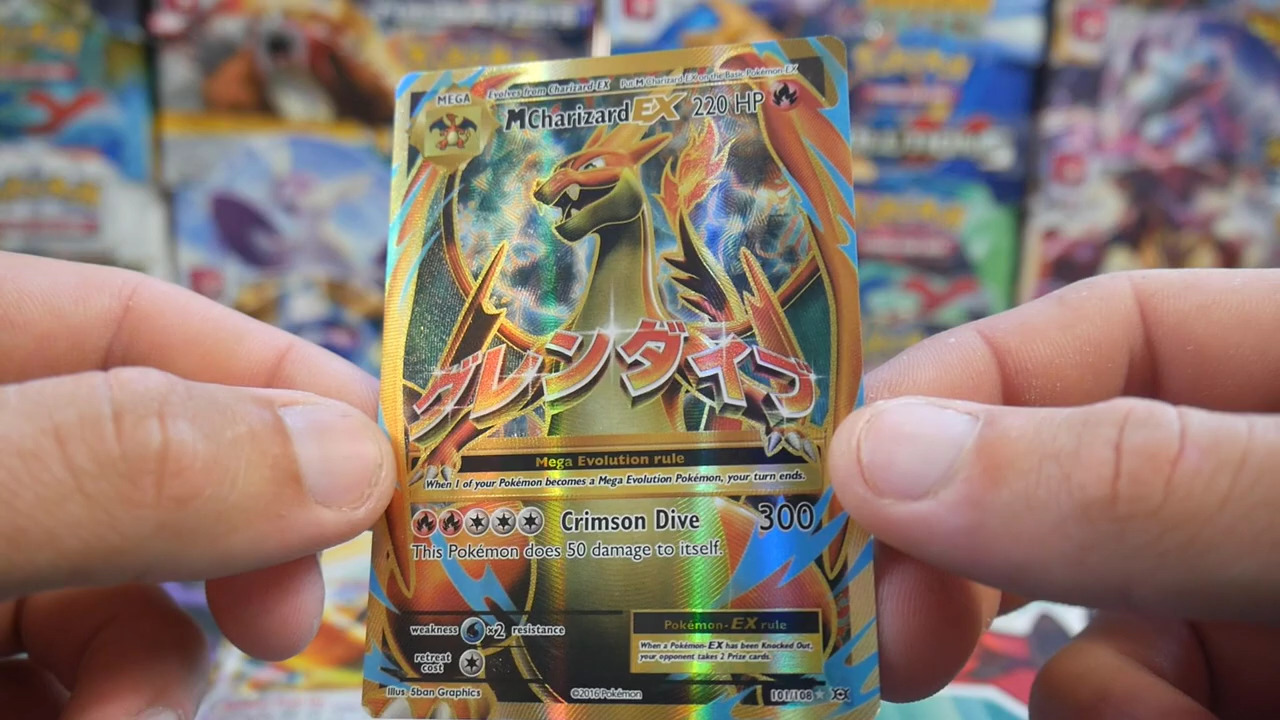 Evolves from Charizard-EX Put M Charizard-EX on the Basic Pokémon-EX
MEGA
MCharizard EX 220 HP
グレンダイブ
Mega Evolution rule
When 1 of your Pokémon becomes a Mega Evolution Pokémon, your turn ends.
Crimson Dive 300
This Pokémon does 50 damage to itself.
weakness ×2 resistance
retreat cost
Pokémon-EX rule
When a Pokémon-EX has been Knocked Out,
your opponent takes 2 Prize cards.
Illus. 5ban Graphics ©2016 Pokémon 101/108